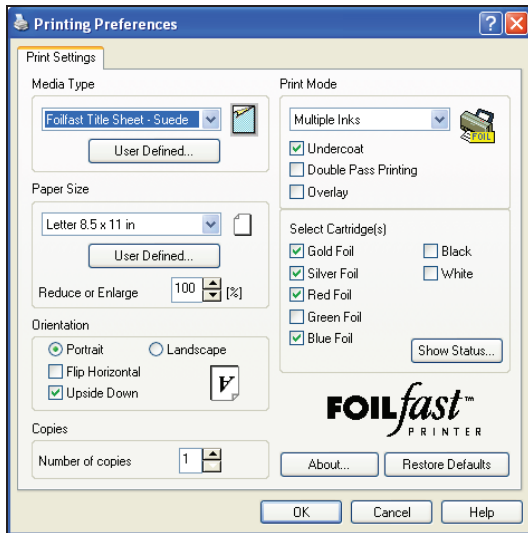 Printing Preferences
Print Settings
Media Type
Foilfast Title Sheet - Suede
User Defined...
Paper Size
Letter 8.5 x 11 in
User Defined...
Reduce or Enlarge 100 [%]
Orientation
Portrait Landscape
Flip Horizontal
Upside Down
A
Copies
Number of copies 1
Print Mode
Multiple Inks
FOIL
Undercoat
Double Pass Printing
Overlay
Select Cartridge(s)
Gold Foil Black
Silver Foil White
Red Foil
Green Foil
Blue Foil
Show Status...
FOILfast™
PRINTER
About... Restore Defaults
OK Cancel Help